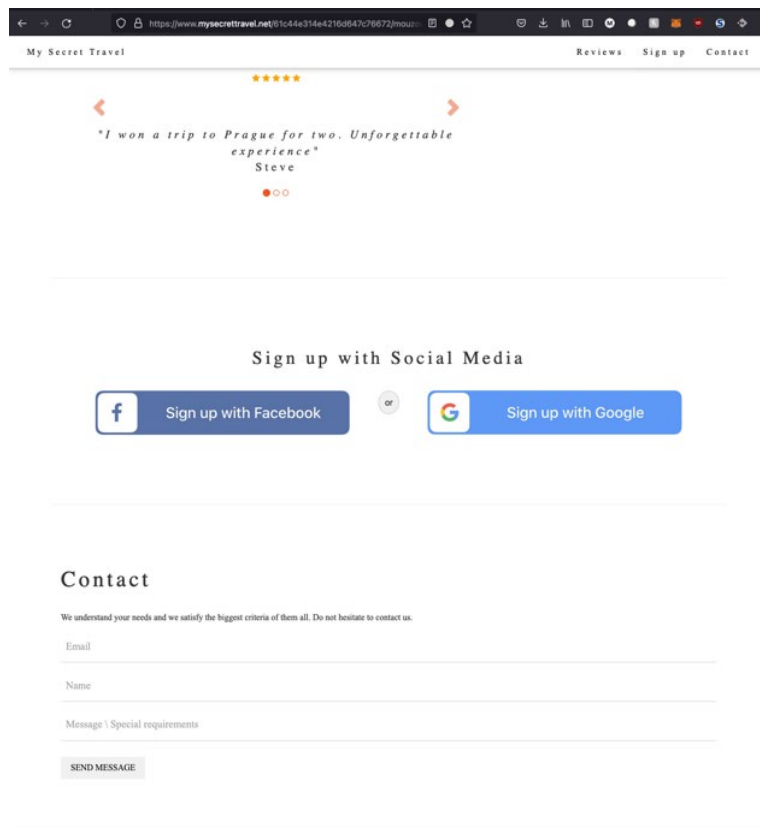 https://www.mysecrettravel.net/61c44e314e4216d647c76672/mouzo
My Secret Travel
Reviews Sign up Contact
"I won a trip to Prague for two. Unforgettable
experience"
Steve
Sign up with Social Media
f Sign up with Facebook
or
G Sign up with Google
Contact
We understand your needs and we satisfy the biggest criteria of them all. Do not hesitate to contact us.
Email
Name
Message \ Special requirements
SEND MESSAGE